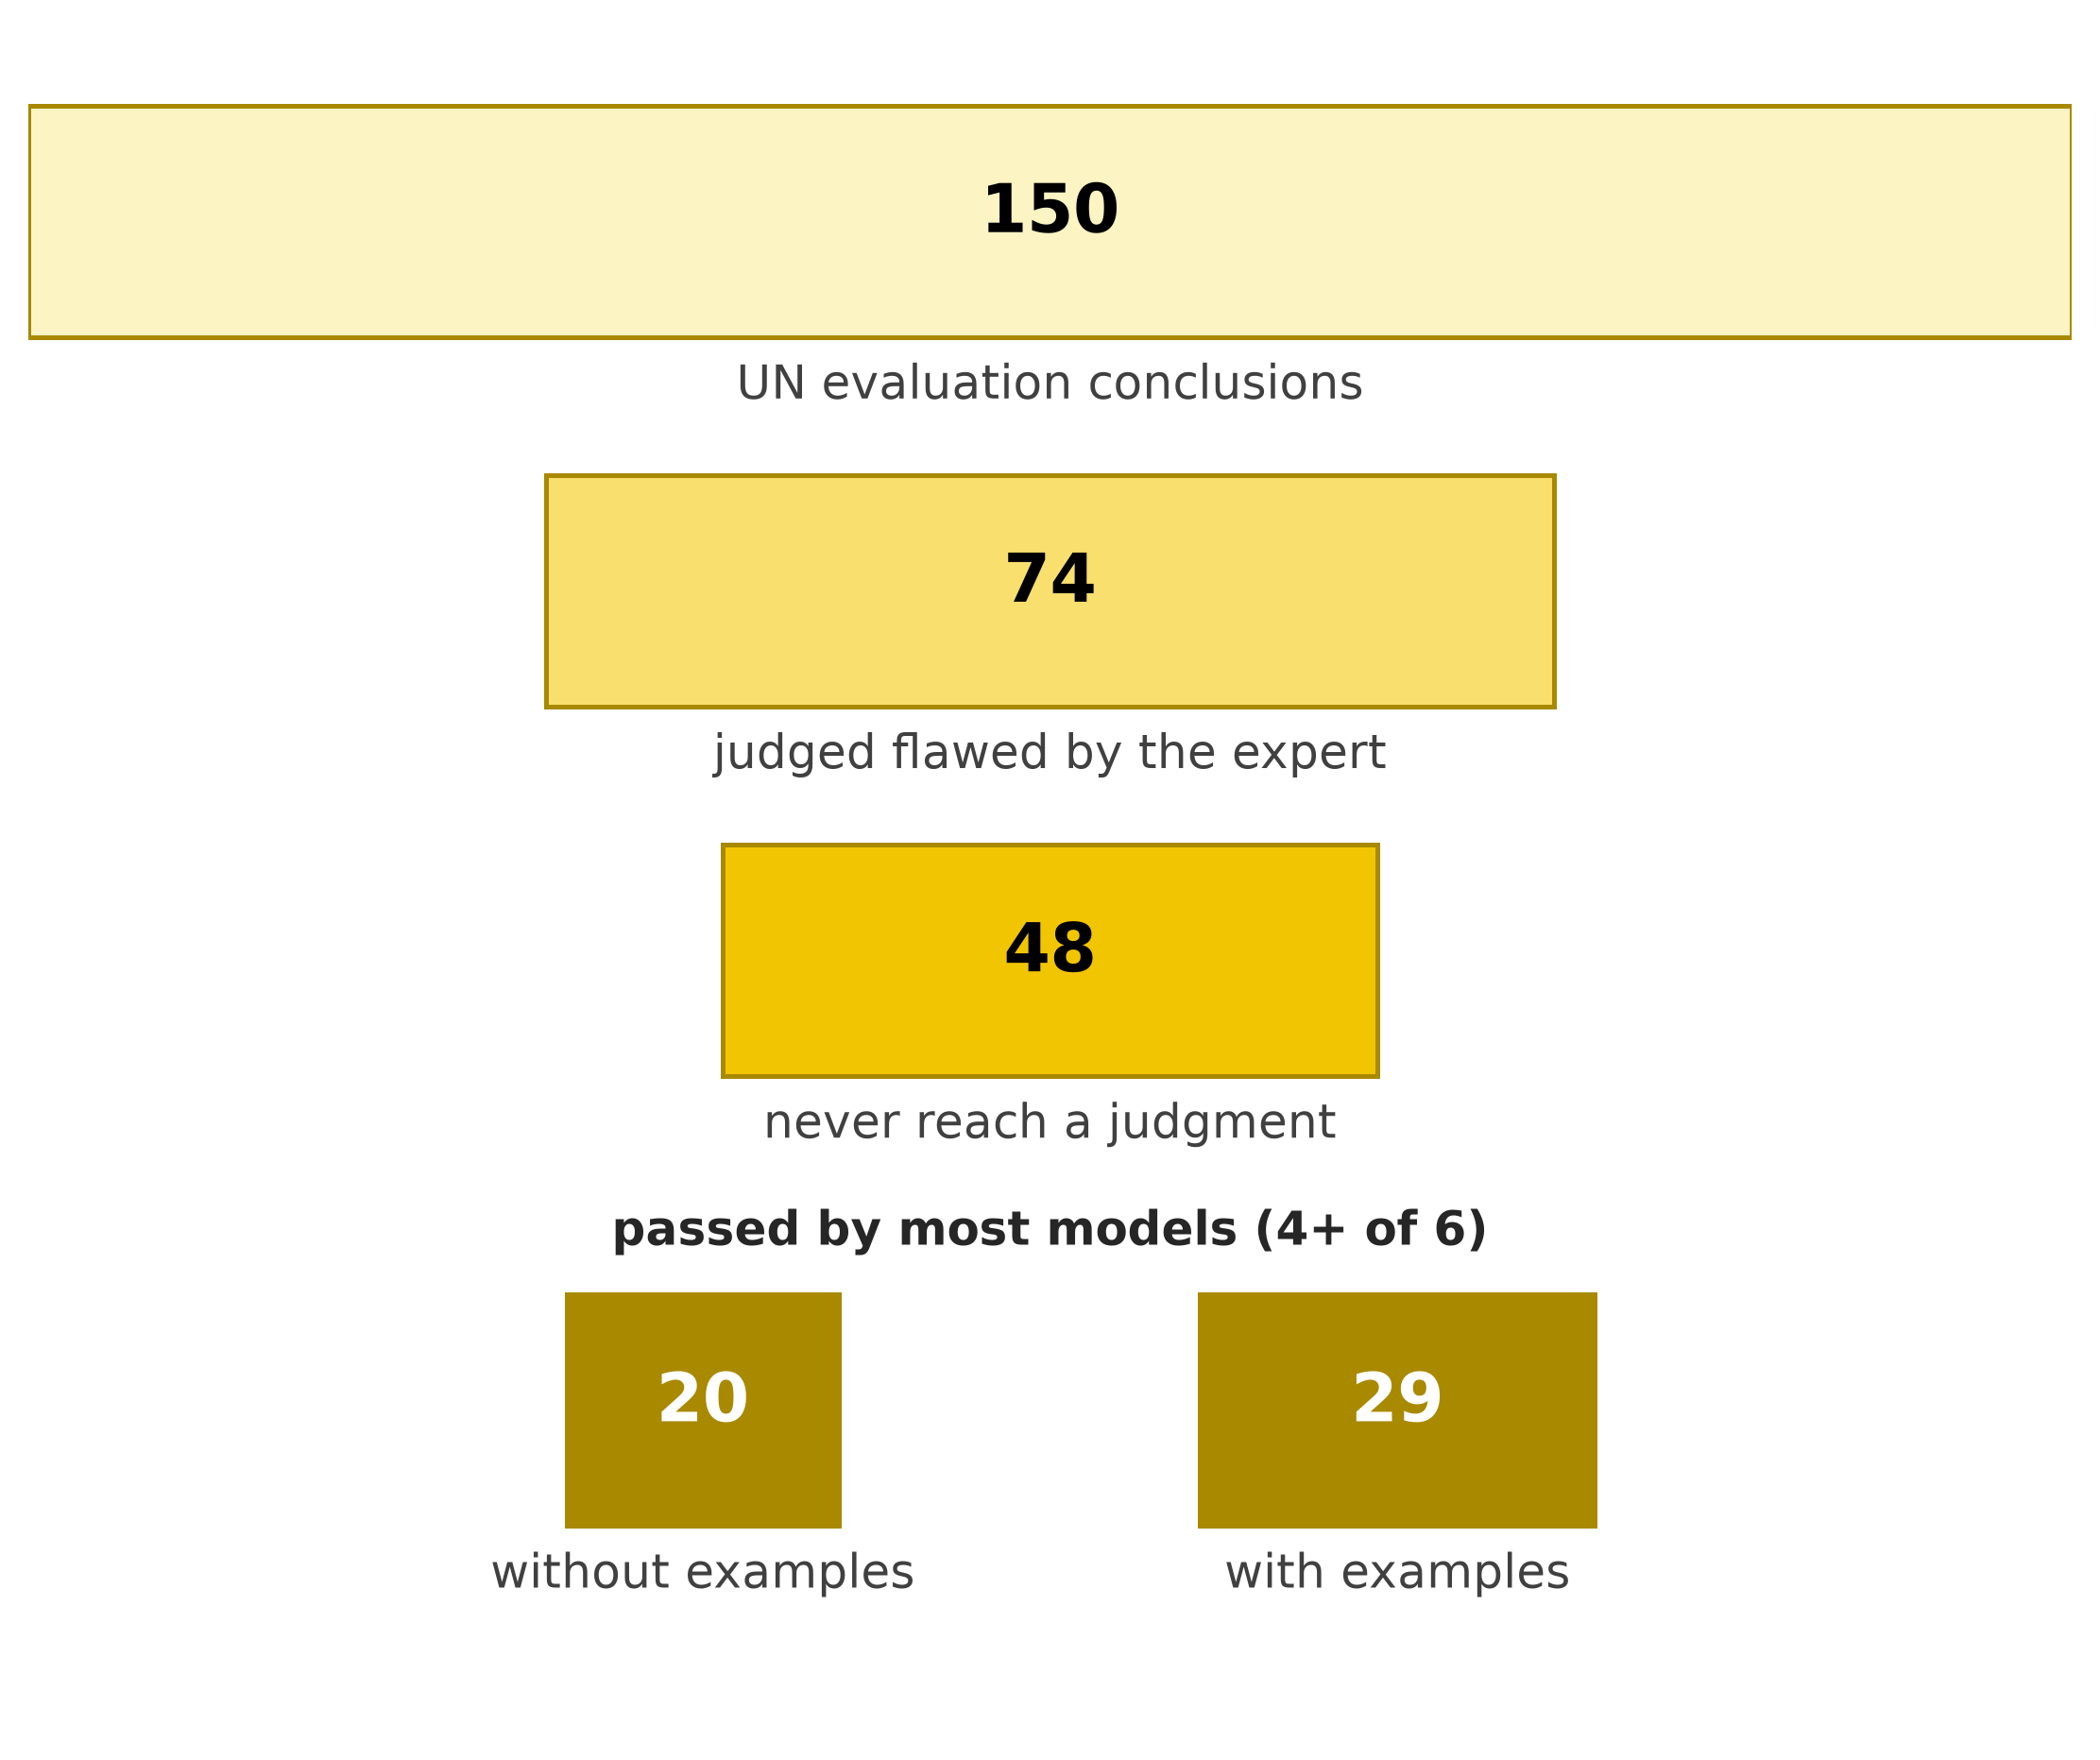 150
UN evaluation conclusions
74
judged flawed by the expert
48
never reach a judgment
passed by most models (4+ of 6)
20
29
without examples
with examples